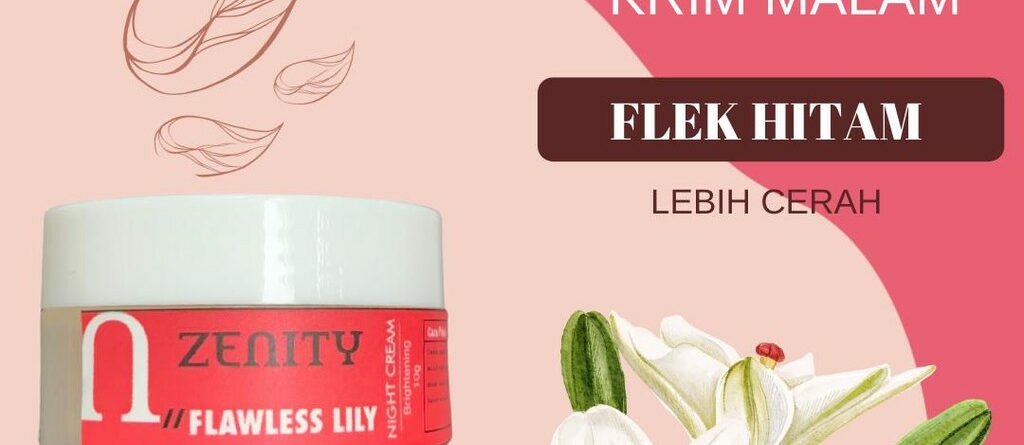 KRIM MALAM
FLEK HITAM
LEBIH CERAH
ZENITY
// FLAWLESS LILY
NIGHT CREAM
Brightening
10g